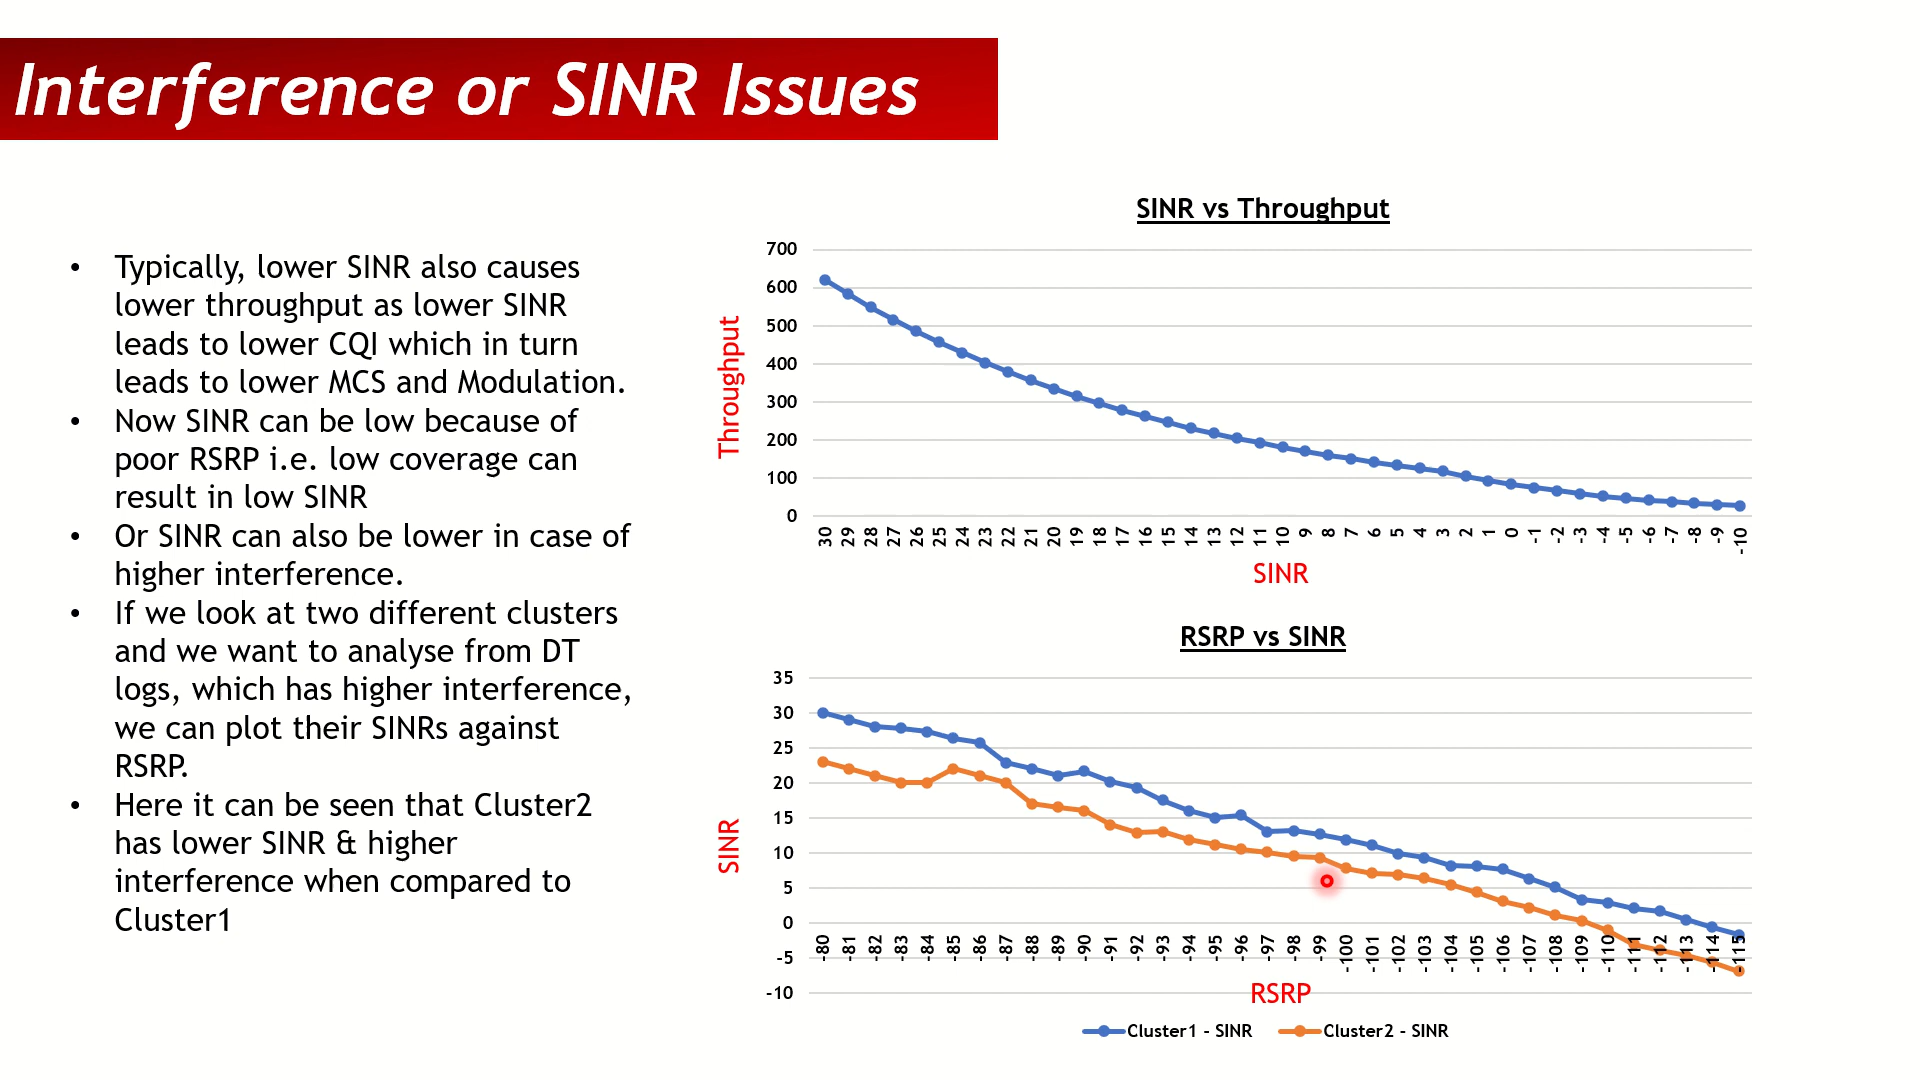 Interference or SINR Issues
• Typically, lower SINR also causes
lower throughput as lower SINR
leads to lower CQI which in turn
leads to lower MCS and Modulation.
• Now SINR can be low because of
poor RSRP i.e. low coverage can
result in low SINR
• Or SINR can also be lower in case of
higher interference.
• If we look at two different clusters
and we want to analyse from DT
logs, which has higher interference,
we can plot their SINRs against
RSRP.
• Here it can be seen that Cluster2
has lower SINR & higher
interference when compared to
Cluster1
SINR vs Throughput
Throughput
700
600
500
400
300
200
100
0
30 29 28 27 26 25 24 23 22 21 20 19 18 17 16 15 14 13 12 11 10 9 8 7 6 5 4 3 2 1 0 -1 -2 -3 -4 -5 -6 -7 -8 -9 -10
SINR
RSRP vs SINR
SINR
35
30
25
20
15
10
5
0
-5
-10
-80 -81 -82 -83 -84 -85 -86 -87 -88 -89 -90 -91 -92 -93 -94 -95 -96 -97 -98 -99 -100 -101 -102 -103 -104 -105 -106 -107 -108 -109 -110 -111 -112 -113 -114 -115
RSRP
Cluster1 - SINR Cluster2 - SINR